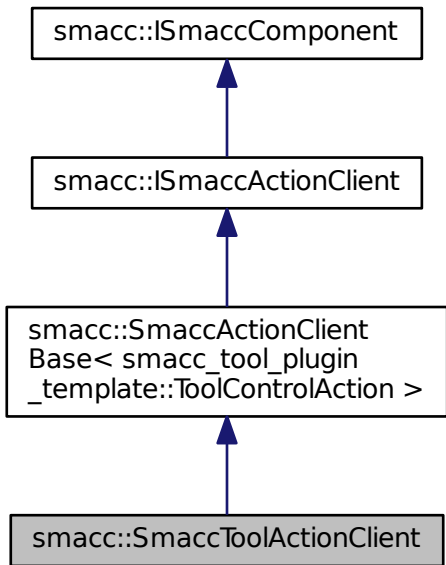 smacc::ISmaccComponent
smacc::ISmaccActionClient
smacc::SmaccActionClient
Base< smacc_tool_plugin
_template::ToolControlAction >
smacc::SmaccToolActionClient